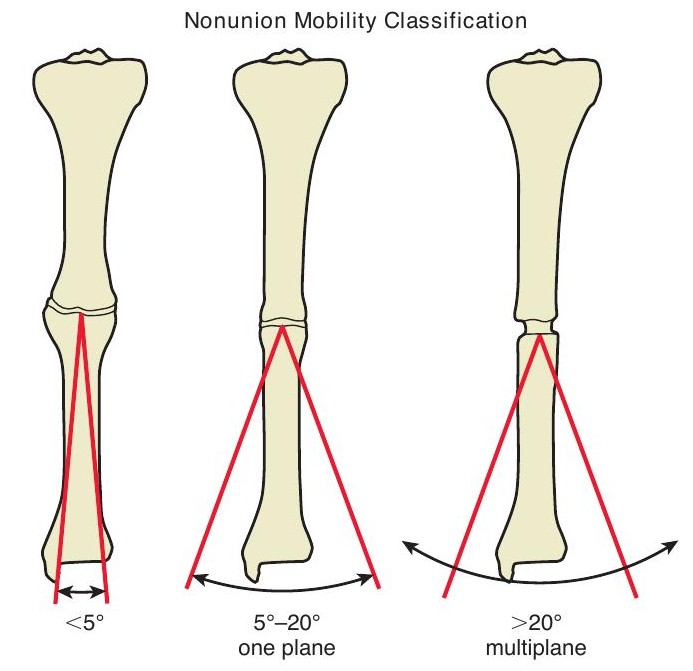 Nonunion Mobility Classification
<5°
5°–20°
one plane
>20°
multiplane